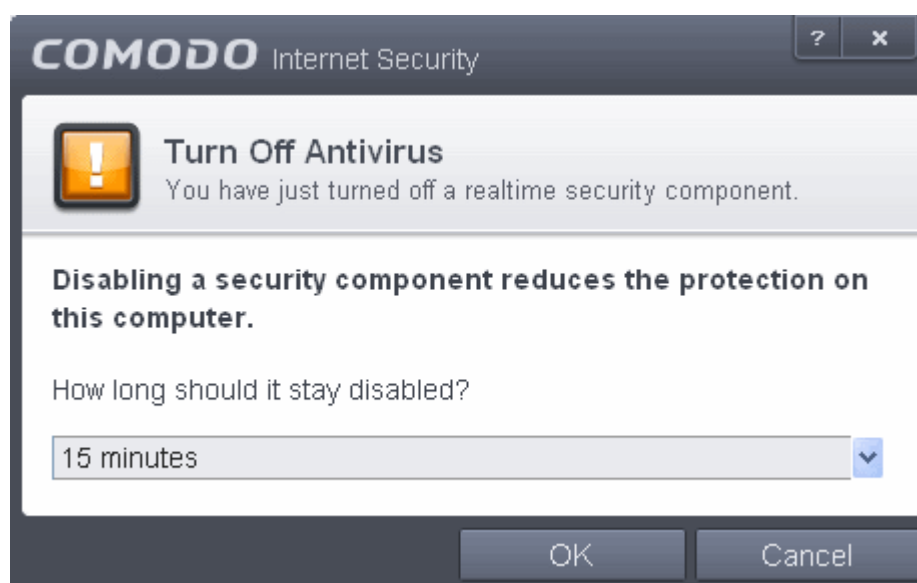 COMODO Internet Security
? x
Turn Off Antivirus
You have just turned off a realtime security component.
Disabling a security component reduces the protection on
this computer.
How long should it stay disabled?
15 minutes
OK Cancel